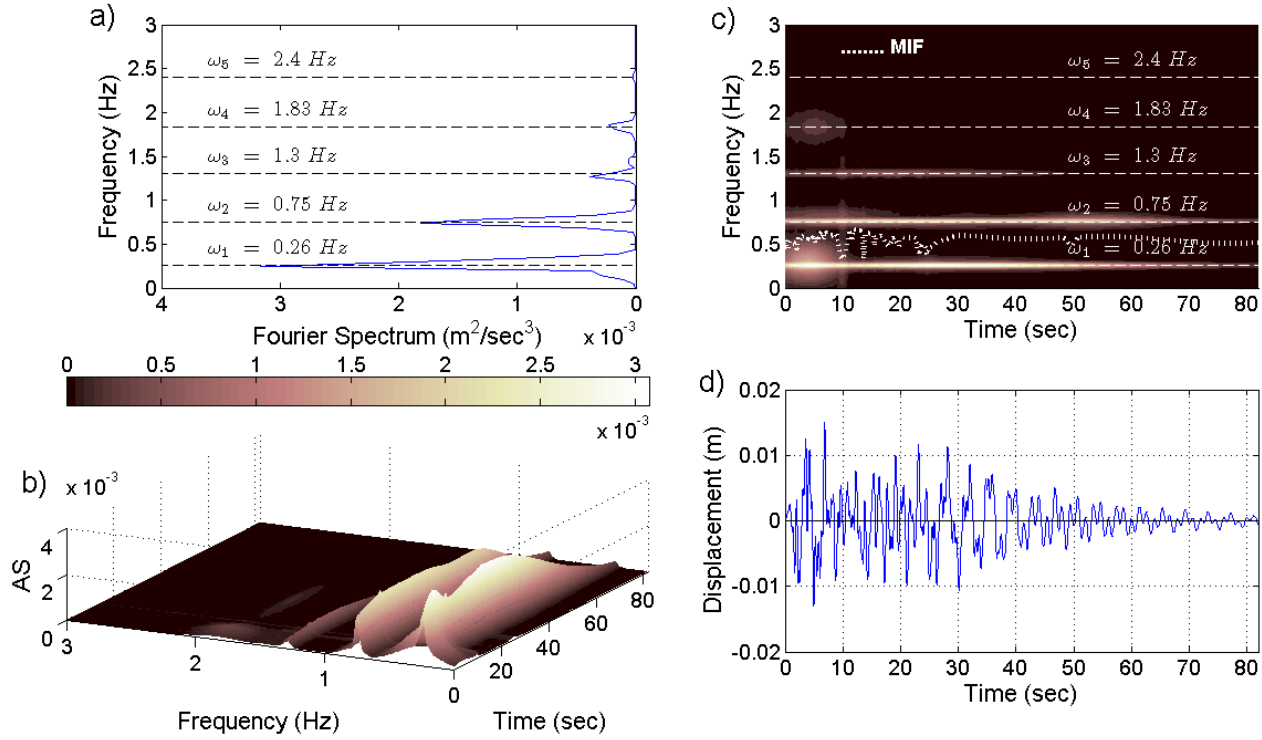 a)
3
2.5
2
1.5
1
0.5
0
Frequency (Hz)
ω5 = 2.4 Hz
ω4 = 1.83 Hz
ω3 = 1.3 Hz
ω2 = 0.75 Hz
ω1 = 0.26 Hz
4 3 2 1 0
Fourier Spectrum (m²/sec³)
x 10⁻³
0 0.5 1 1.5 2 2.5 3
x 10⁻³
b)
x 10⁻³
4
2
0
AS
3 2 1 0
Frequency (Hz)
20 40 60 80
Time (sec)
c)
3
2.5
2
1.5
1
0.5
0
Frequency (Hz)
MIF
ω5 = 2.4 Hz
ω4 = 1.83 Hz
ω3 = 1.3 Hz
ω2 = 0.75 Hz
ω1 = 0.26 Hz
0 10 20 30 40 50 60 70 80
Time (sec)
d)
0.02
0.01
0
-0.01
-0.02
Displacement (m)
0 10 20 30 40 50 60 70 80
Time (sec)